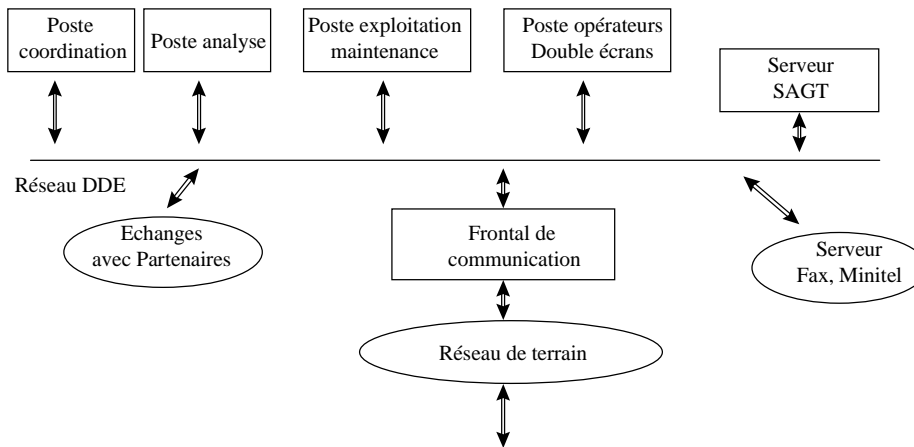 Poste
coordination
Poste analyse
Poste exploitation
maintenance
Poste opérateurs
Double écrans
Serveur
SAGT
Réseau DDE
Echanges
avec Partenaires
Frontal de
communication
Serveur
Fax, Minitel
Réseau de terrain